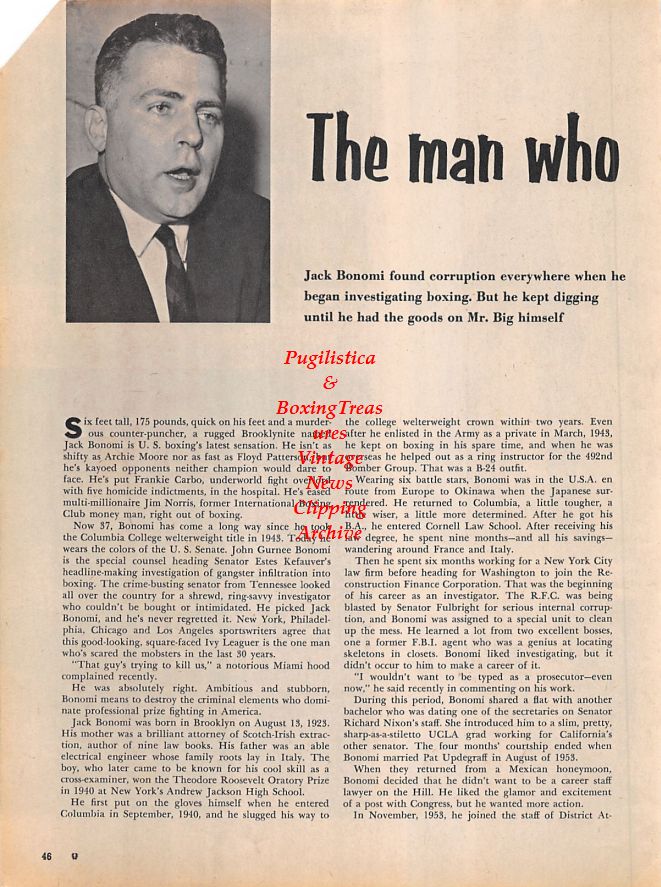 The man who
Jack Bonomi found corruption everywhere when he
began investigating boxing. But he kept digging
until he had the goods on Mr. Big himself
Pugilistica
&
BoxingTreas
ures
Vintage
News
Clipping
Archive
Six feet tall, 175 pounds, quick on his feet and a murder-
ous counter-puncher, a rugged Brooklynite named
Jack Bonomi is U. S. boxing's latest sensation. He isn't as
shifty as Archie Moore nor as fast as Floyd Patterson, but
he's kayoed opponents neither champion would dare to
face. He's put Frankie Carbo, underworld fight overlord
with five homicide indictments, in the hospital. He's eased
multi-millionaire Jim Norris, former International Boxing
Club money man, right out of boxing.
Now 37, Bonomi has come a long way since he took
the Columbia College welterweight title in 1943. Today he
wears the colors of the U. S. Senate. John Gurnee Bonomi
is the special counsel heading Senator Estes Kefauver's
headline-making investigation of gangster infiltration into
boxing. The crime-busting senator from Tennessee looked
all over the country for a shrewd, ring-savvy investigator
who couldn't be bought or intimidated. He picked Jack
Bonomi, and he's never regretted it. New York, Philadel-
phia, Chicago and Los Angeles sportswriters agree that
this good-looking, square-faced Ivy Leaguer is the one man
who's scared the mobsters in the last 30 years.
"That guy's trying to kill us," a notorious Miami hood
complained recently.
He was absolutely right. Ambitious and stubborn,
Bonomi means to destroy the criminal elements who domi-
nate professional prize fighting in America.
Jack Bonomi was born in Brooklyn on August 13, 1923.
His mother was a brilliant attorney of Scotch-Irish extrac-
tion, author of nine law books. His father was an able
electrical engineer whose family roots lay in Italy. The
boy, who later came to be known for his cool skill as a
cross-examiner, won the Theodore Roosevelt Oratory Prize
in 1940 at New York's Andrew Jackson High School.
He first put on the gloves himself when he entered
Columbia in September, 1940, and he slugged his way to
the college welterweight crown within two years. Even
after he enlisted in the Army as a private in March, 1943,
he kept on boxing in his spare time, and when he was
overseas he helped out as a ring instructor for the 492nd
Bomber Group. That was a B-24 outfit.
Wearing six battle stars, Bonomi was in the U.S.A. en
route from Europe to Okinawa when the Japanese sur-
rendered. He returned to Columbia, a little tougher, a
little wiser, a little more determined. After he got his
B.A., he entered Cornell Law School. After receiving his
law degree, he spent nine months—and all his savings—
wandering around France and Italy.
Then he spent six months working for a New York City
law firm before heading for Washington to join the Re-
construction Finance Corporation. That was the beginning
of his career as an investigator. The R.F.C. was being
blasted by Senator Fulbright for serious internal corrup-
tion, and Bonomi was assigned to a special unit to clean
up the mess. He learned a lot from two excellent bosses,
one a former F.B.I. agent who was a genius at locating
skeletons in closets. Bonomi liked investigating, but it
didn't occur to him to make a career of it.
"I wouldn't want to be typed as a prosecutor—even
now," he said recently in commenting on his work.
During this period, Bonomi shared a flat with another
bachelor who was dating one of the secretaries on Senator
Richard Nixon's staff. She introduced him to a slim, pretty,
sharp-as-a-stiletto UCLA grad working for California's
other senator. The four months' courtship ended when
Bonomi married Pat Updegraff in August of 1953.
When they returned from a Mexican honeymoon,
Bonomi decided that he didn't want to be a career staff
lawyer on the Hill. He liked the glamor and excitement
of a post with Congress, but he wanted more action.
In November, 1953, he joined the staff of District At-
46